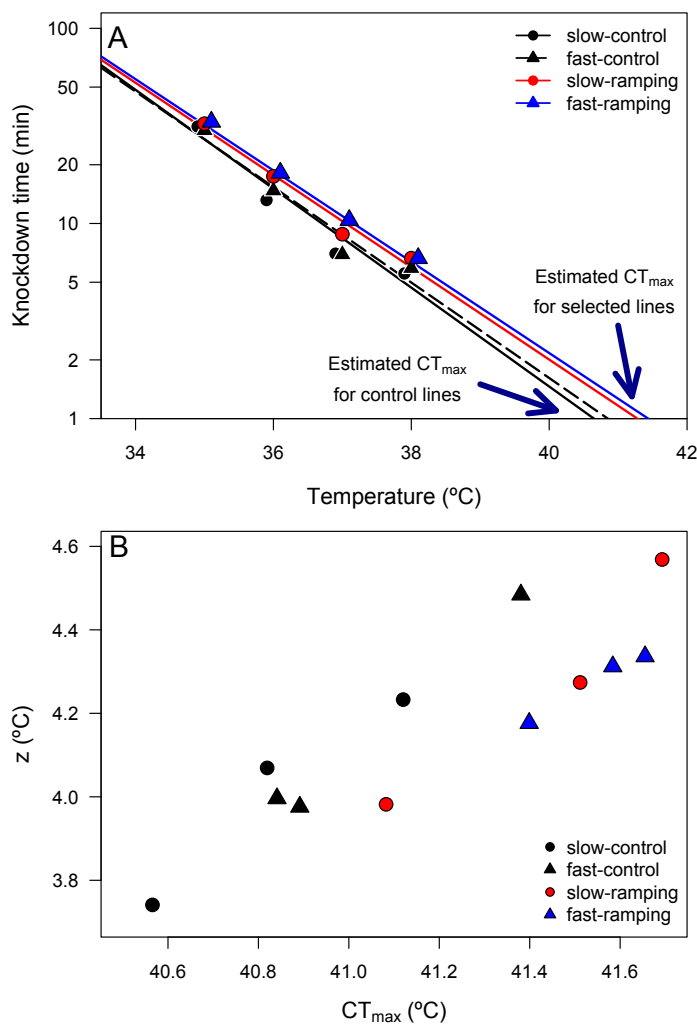 A
slow-control
fast-control
slow-ramping
fast-ramping
Knockdown time (min)
100
50
20
10
5
2
1
Estimated CTmax
for selected lines
Estimated CTmax
for control lines
34
36
38
40
42
Temperature (ºC)
B
z (ºC)
4.6
4.4
4.2
4.0
3.8
slow-control
fast-control
slow-ramping
fast-ramping
40.6
40.8
41.0
41.2
41.4
41.6
CTmax (ºC)